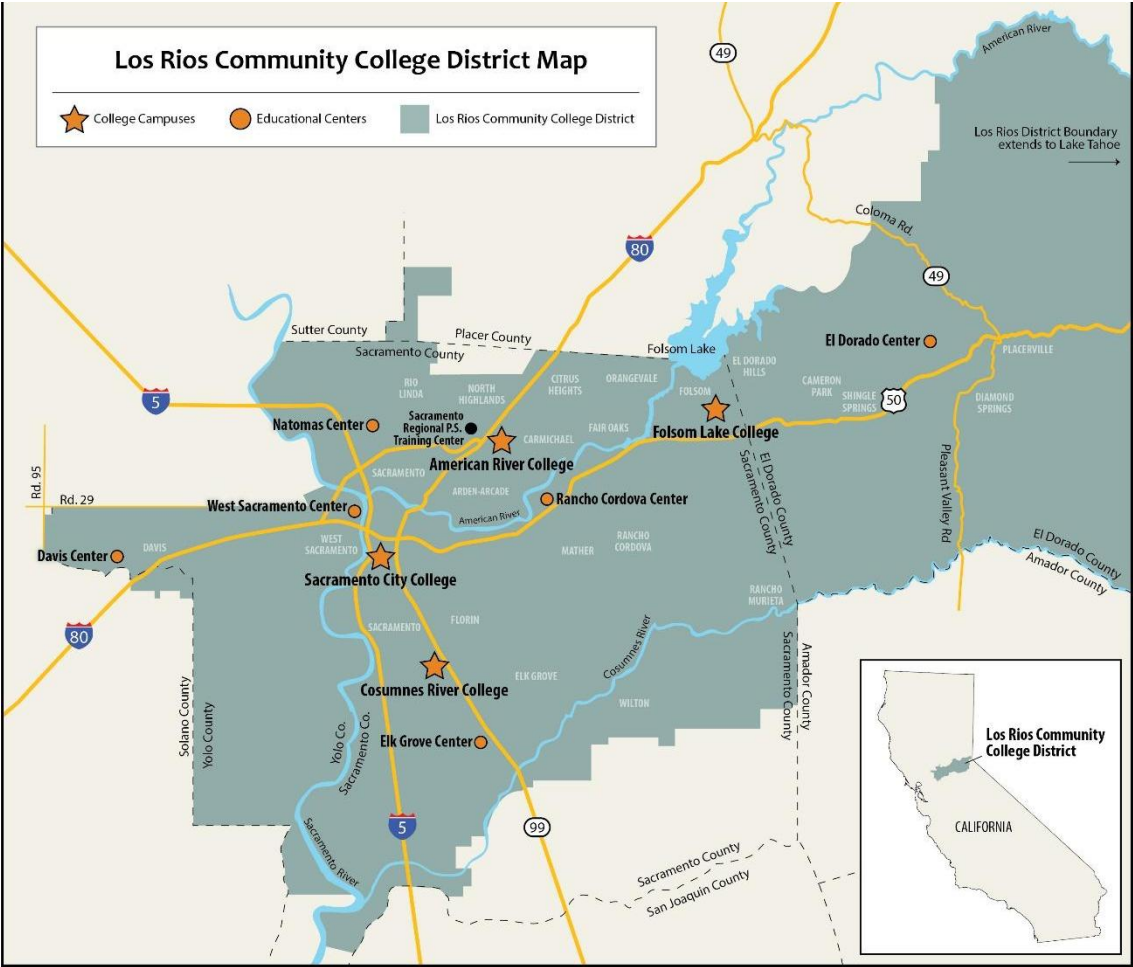 Los Rios Community College District Map
College Campuses
Educational Centers
Los Rios Community College District
49
American River
Los Rios District Boundary
extends to Lake Tahoe
Coloma Rd.
80
49
Sutter County
Placer County
Sacramento County
Folsom Lake
El Dorado Center
PLACERVILLE
EL DORADO
HILLS
RIO
LINDA
NORTH
HIGHLANDS
CITRUS
HEIGHTS
ORANGEVALE
FOLSOM
CAMERON
PARK
SHINGLE
SPRINGS
50
DIAMOND
SPRINGS
5
Natomas Center
Sacramento
Regional P.S.
Training Center
CARMICHAEL
FAIR OAKS
Folsom Lake College
American River College
SACRAMENTO
ARDEN-ARCADE
Rd. 95
Rd. 29
West Sacramento Center
American River
Rancho Cordova Center
El Dorado County
Sacramento County
Pleasant Valley Rd
Davis Center
DAVIS
WEST
SACRAMENTO
MATHER
RANCHO
CORDOVA
El Dorado County
Amador County
Sacramento City College
RANCHO
MURIETA
80
SACRAMENTO
FLORIN
Cosumnes River
Amador County
Sacramento County
Cosumnes River College
ELK GROVE
WILTON
Solano County
Yolo County
Yolo Co.
Sacramento Co.
Elk Grove Center
Los Rios Community
College District
CALIFORNIA
5
99
Sacramento River
Sacramento County
San Joaquin County